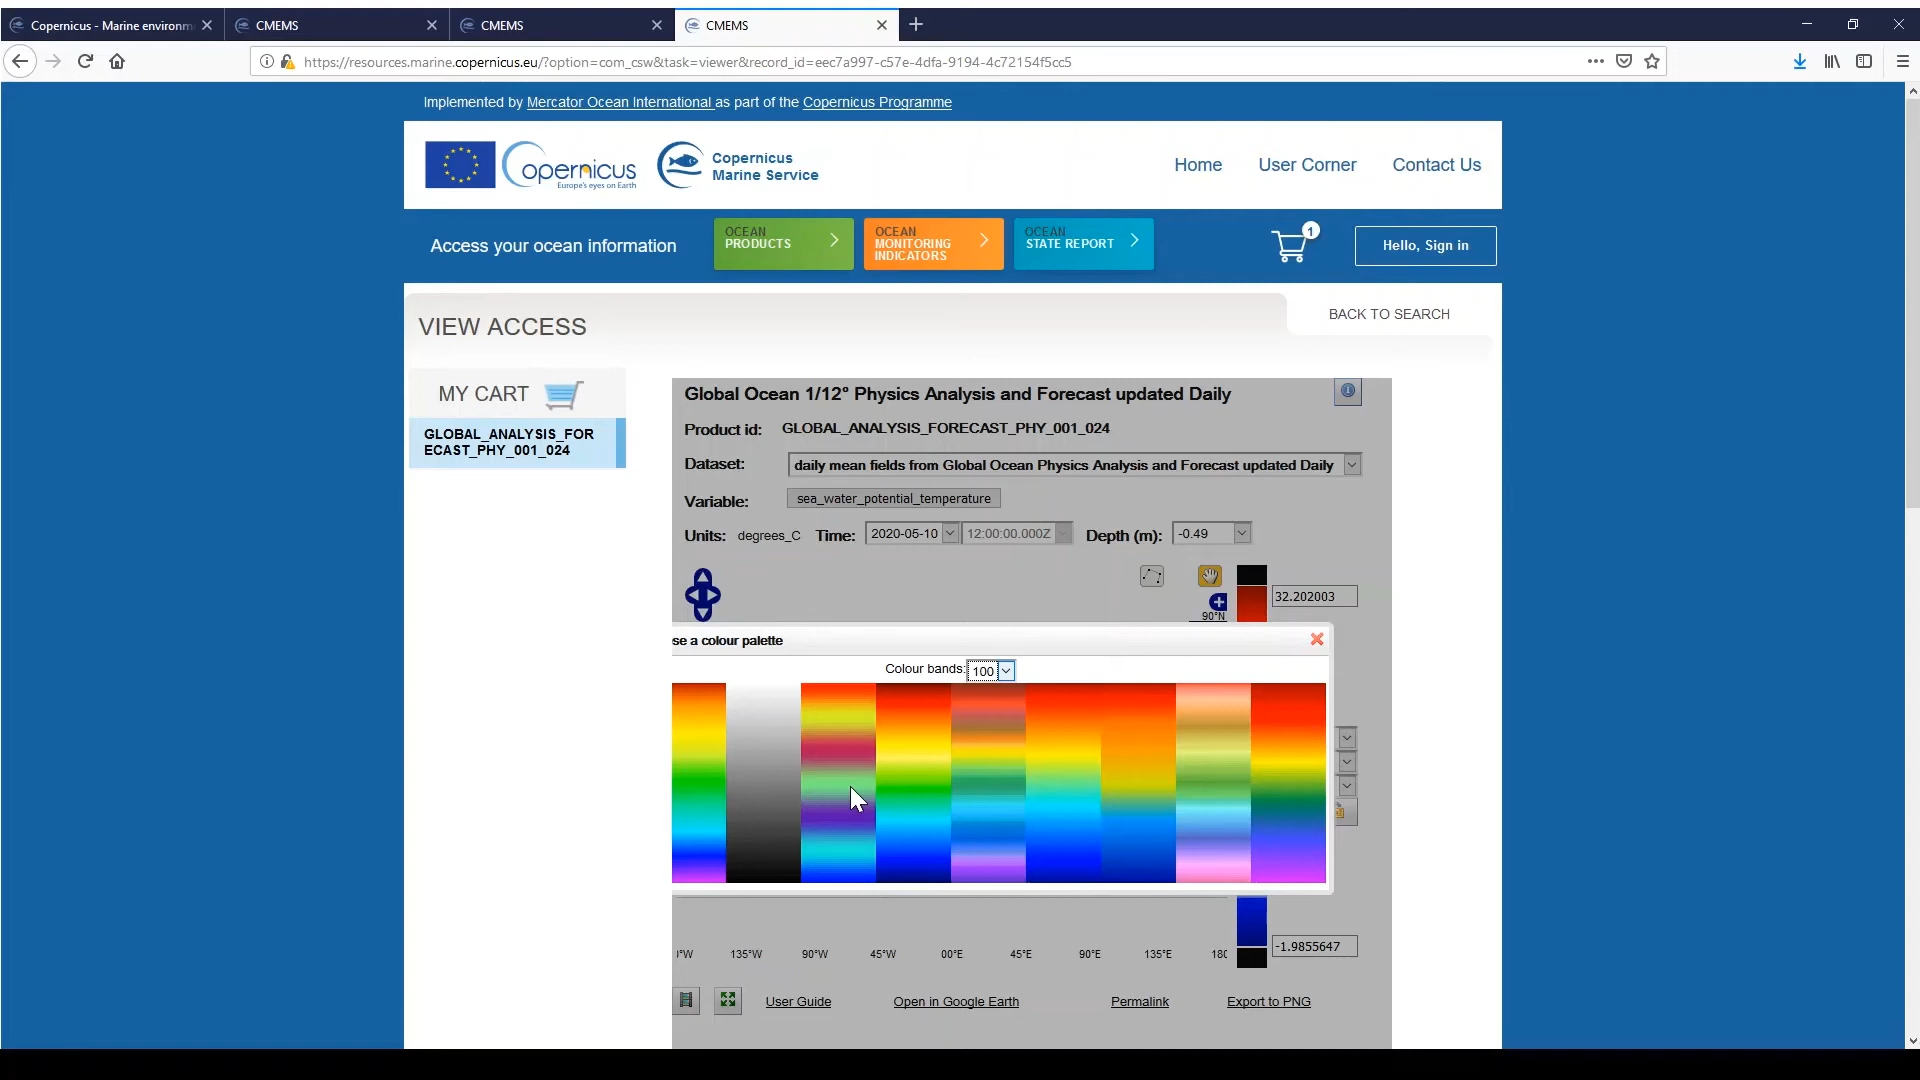 Copernicus - Marine environm
CMEMS
CMEMS
CMEMS
https://resources.marine.copernicus.eu/?option=com_csw&task=viewer&record_id=eec7a997-c57e-4dfa-9194-4c72154f5cc5
Implemented by Mercator Ocean International as part of the Copernicus Programme
opernicus
Europe's eyes on Earth
Copernicus
Marine Service
Home
User Corner
Contact Us
Access your ocean information
OCEAN
PRODUCTS
OCEAN
MONITORING
INDICATORS
OCEAN
STATE REPORT
1
Hello, Sign in
VIEW ACCESS
BACK TO SEARCH
MY CART
GLOBAL_ANALYSIS_FOR
ECAST_PHY_001_024
Global Ocean 1/12° Physics Analysis and Forecast updated Daily
Product id: GLOBAL_ANALYSIS_FORECAST_PHY_001_024
Dataset: daily mean fields from Global Ocean Physics Analysis and Forecast updated Daily
Variable: sea_water_potential_temperature
Units: degrees_C Time: 2020-05-10 12:00:00.000Z Depth (m): -0.49
32.202003
90°N
se a colour palette
Colour bands: 100
-1.9855647
°W 135°W 90°W 45°W 00°E 45°E 90°E 135°E 180
User Guide
Open in Google Earth
Permalink
Export to PNG